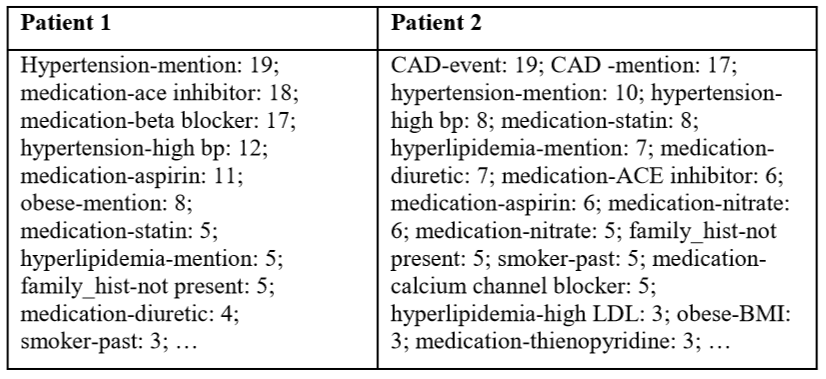 Patient 1
Hypertension-mention: 19;
medication-ace inhibitor: 18;
medication-beta blocker: 17;
hypertension-high bp: 12;
medication-aspirin: 11;
obese-mention: 8;
medication-statin: 5;
hyperlipidemia-mention: 5;
family_hist-not present: 5;
medication-diuretic: 4;
smoker-past: 3; …
Patient 2
CAD-event: 19; CAD -mention: 17;
hypertension-mention: 10; hypertension-
high bp: 8; medication-statin: 8;
hyperlipidemia-mention: 7; medication-
diuretic: 7; medication-ACE inhibitor: 6;
medication-aspirin: 6; medication-nitrate:
6; medication-nitrate: 5; family_hist-not
present: 5; smoker-past: 5; medication-
calcium channel blocker: 5;
hyperlipidemia-high LDL: 3; obese-BMI:
3; medication-thienopyridine: 3; …